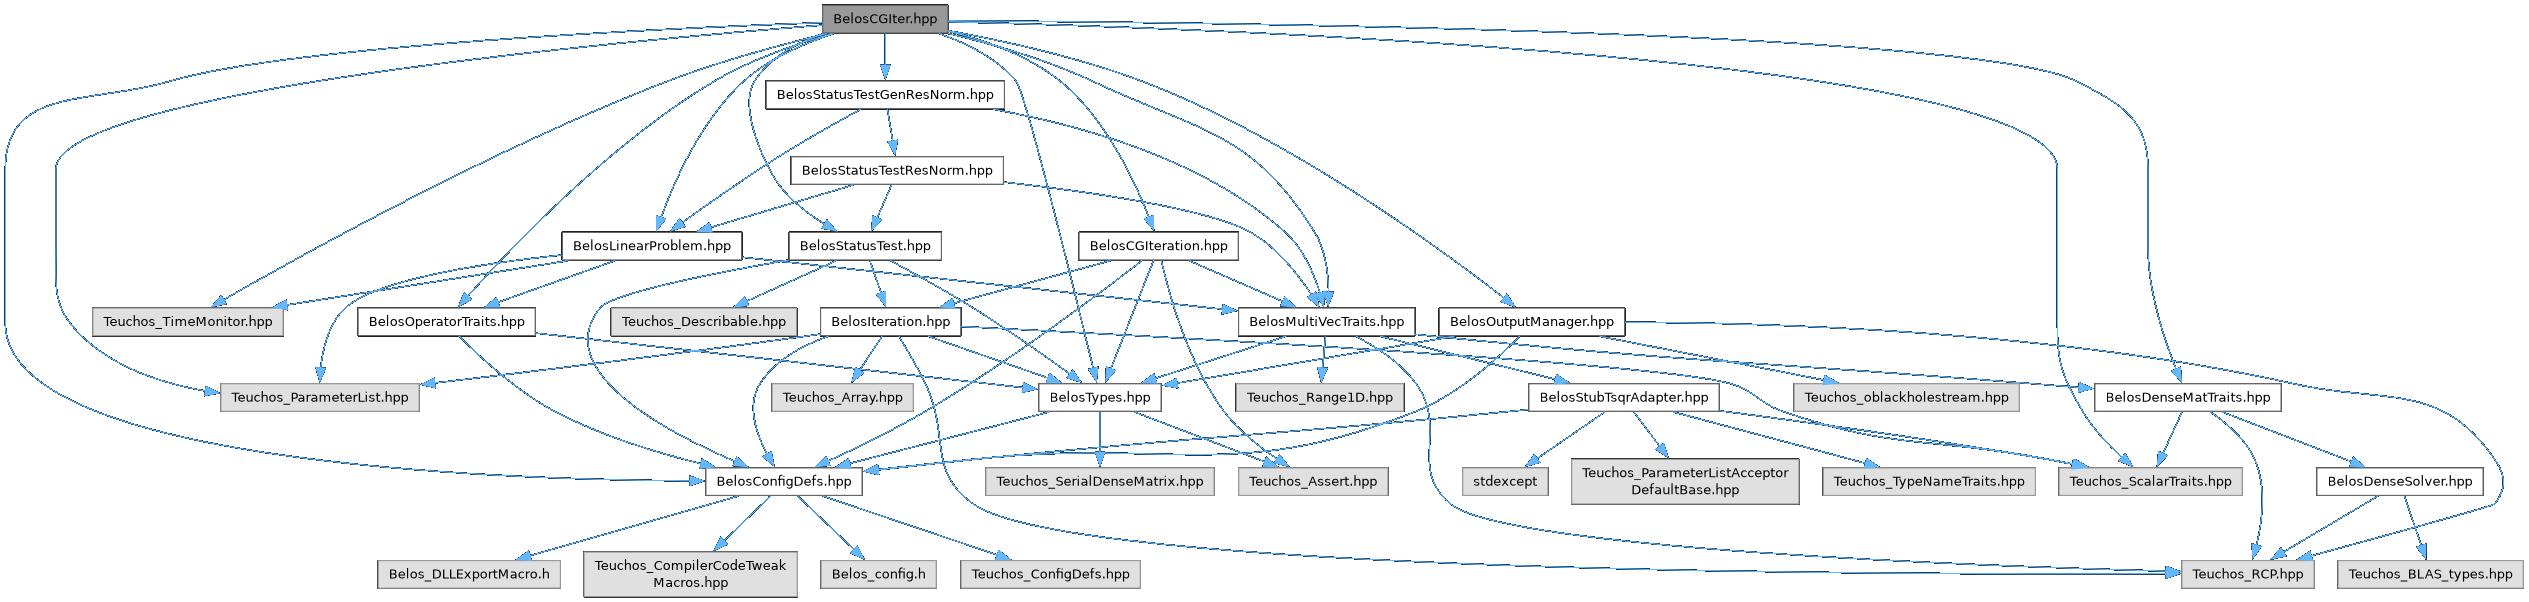 BelosCGIter.hpp
BelosStatusTestGenResNorm.hpp
BelosStatusTestResNorm.hpp
BelosLinearProblem.hpp
BelosStatusTest.hpp
BelosCGIteration.hpp
Teuchos_TimeMonitor.hpp
BelosOperatorTraits.hpp
Teuchos_Describable.hpp
BelosIteration.hpp
BelosMultiVecTraits.hpp
BelosOutputManager.hpp
Teuchos_ParameterList.hpp
Teuchos_Array.hpp
BelosTypes.hpp
Teuchos_Range1D.hpp
BelosStubTsqrAdapter.hpp
Teuchos_oblackholestream.hpp
BelosDenseMatTraits.hpp
BelosConfigDefs.hpp
Teuchos_SerialDenseMatrix.hpp
Teuchos_Assert.hpp
stdexcept
Teuchos_ParameterListAcceptor
DefaultBase.hpp
Teuchos_TypeNameTraits.hpp
Teuchos_ScalarTraits.hpp
BelosDenseSolver.hpp
Belos_DLLExportMacro.h
Teuchos_CompilerCodeTweak
Macros.hpp
Belos_config.h
Teuchos_ConfigDefs.hpp
Teuchos_RCP.hpp
Teuchos_BLAS_types.hpp